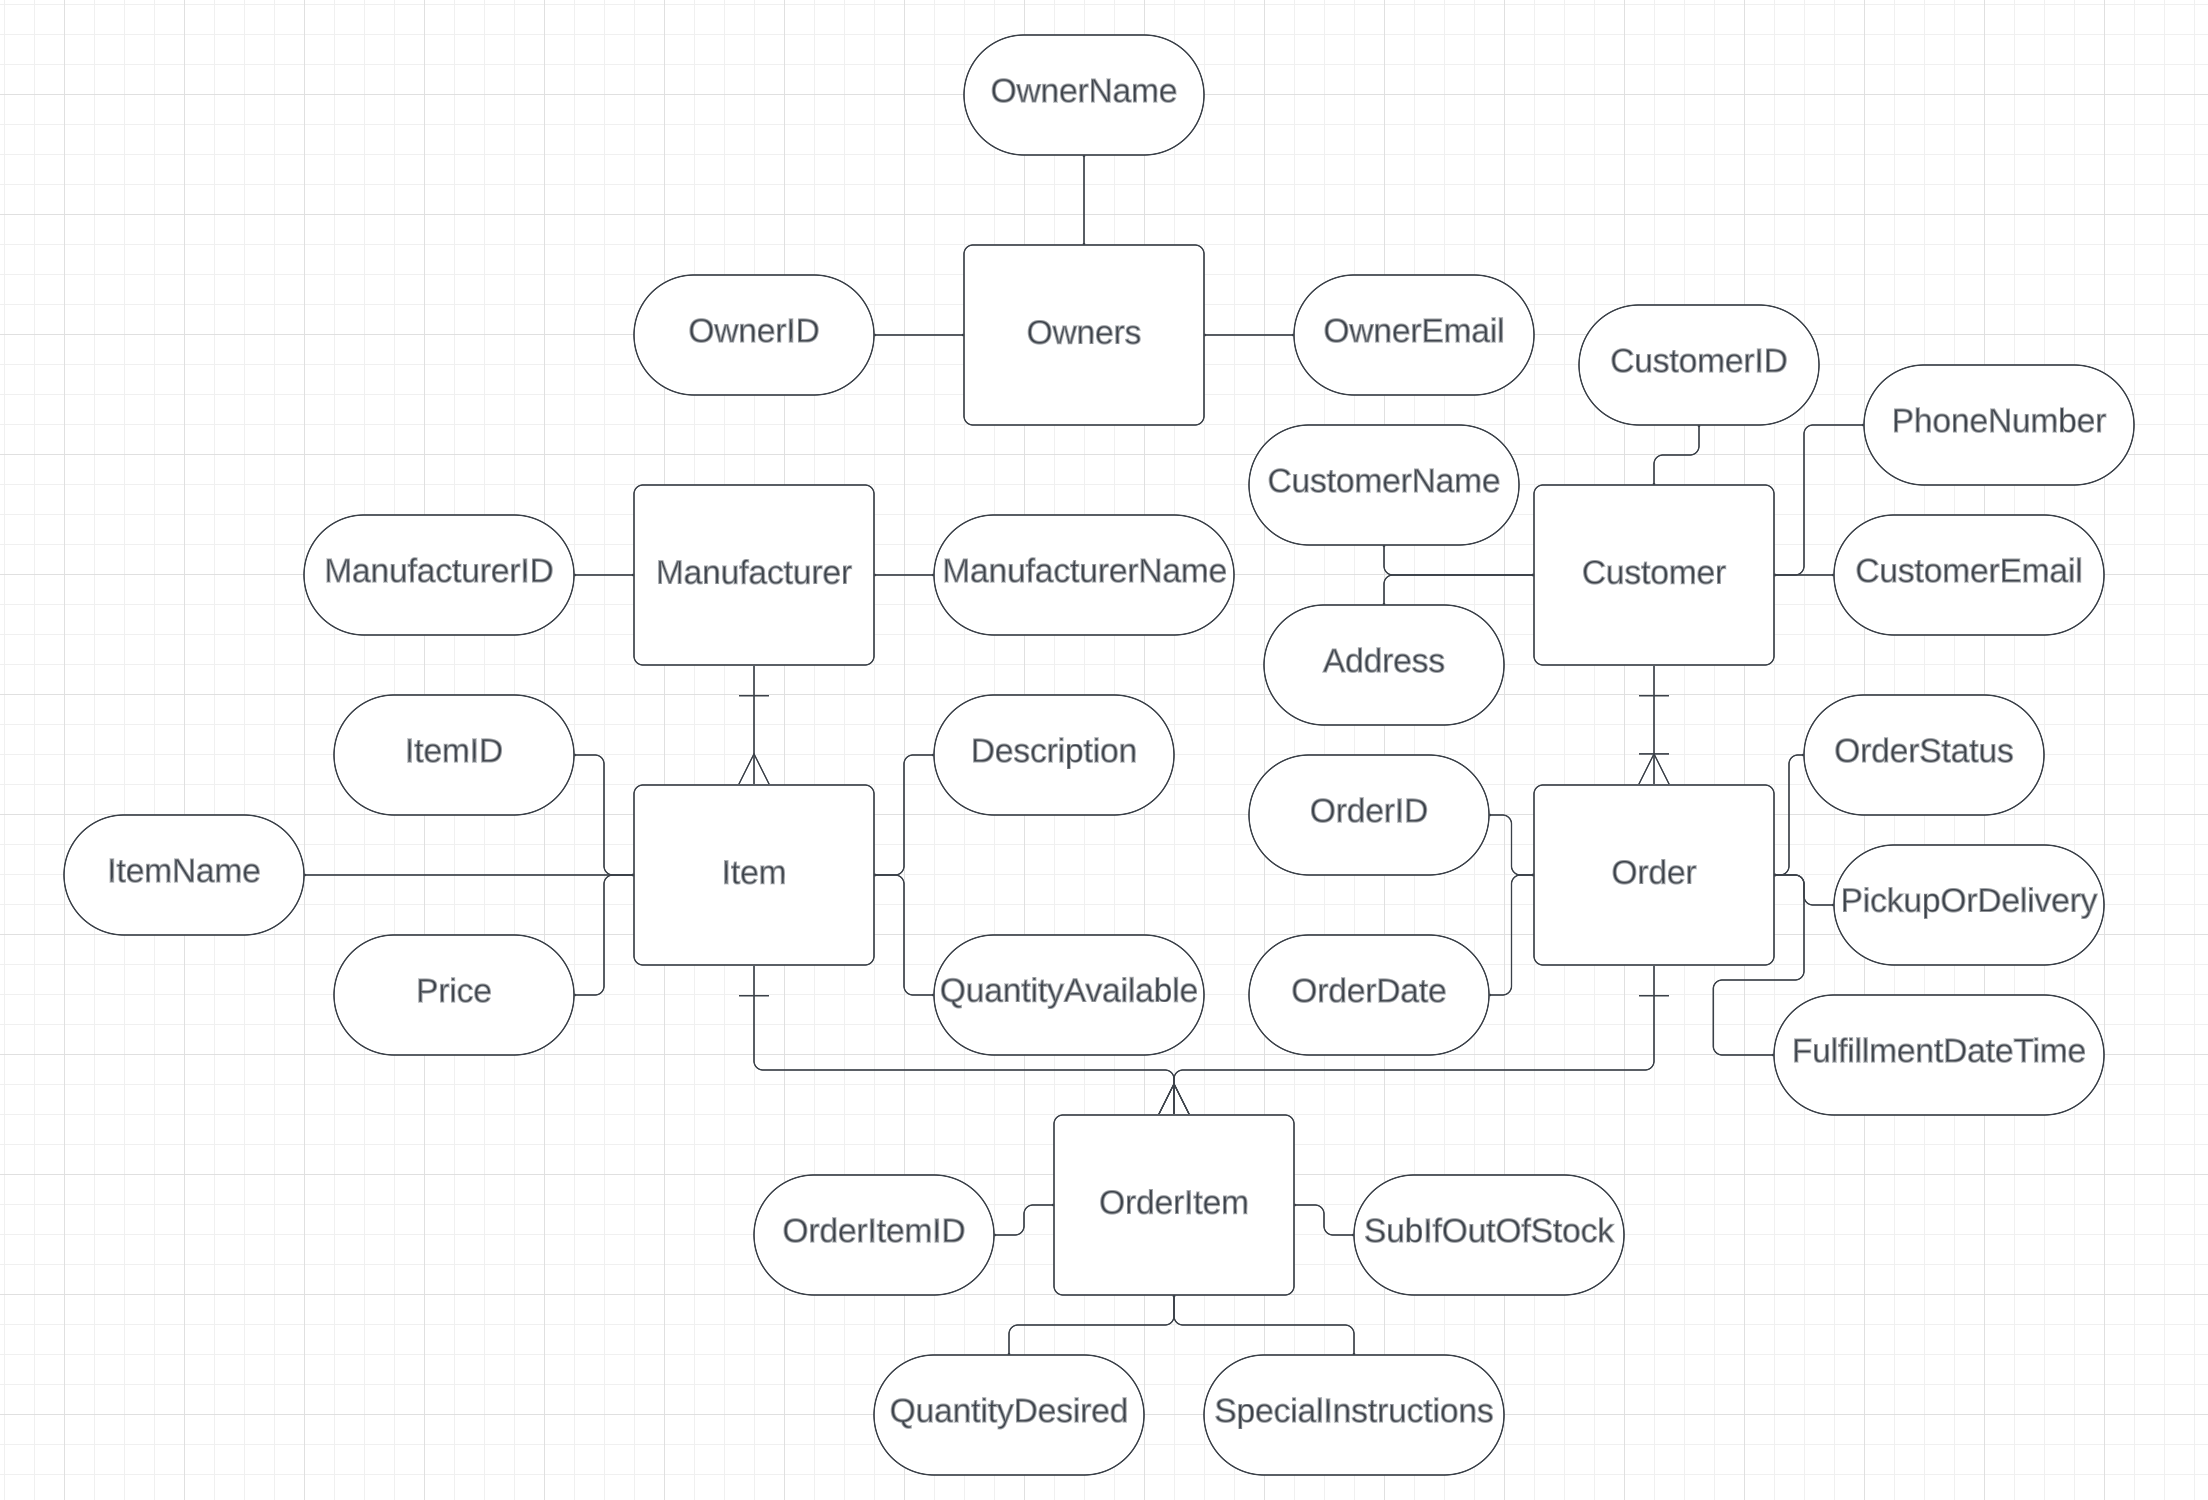 OwnerName
OwnerID
Owners
OwnerEmail
CustomerID
PhoneNumber
CustomerName
ManufacturerID
Manufacturer
ManufacturerName
Customer
CustomerEmail
Address
ItemID
Description
OrderID
OrderStatus
ItemName
Item
Order
PickupOrDelivery
Price
QuantityAvailable
OrderDate
FulfillmentDateTime
OrderItemID
OrderItem
SubIfOutOfStock
QuantityDesired
SpecialInstructions